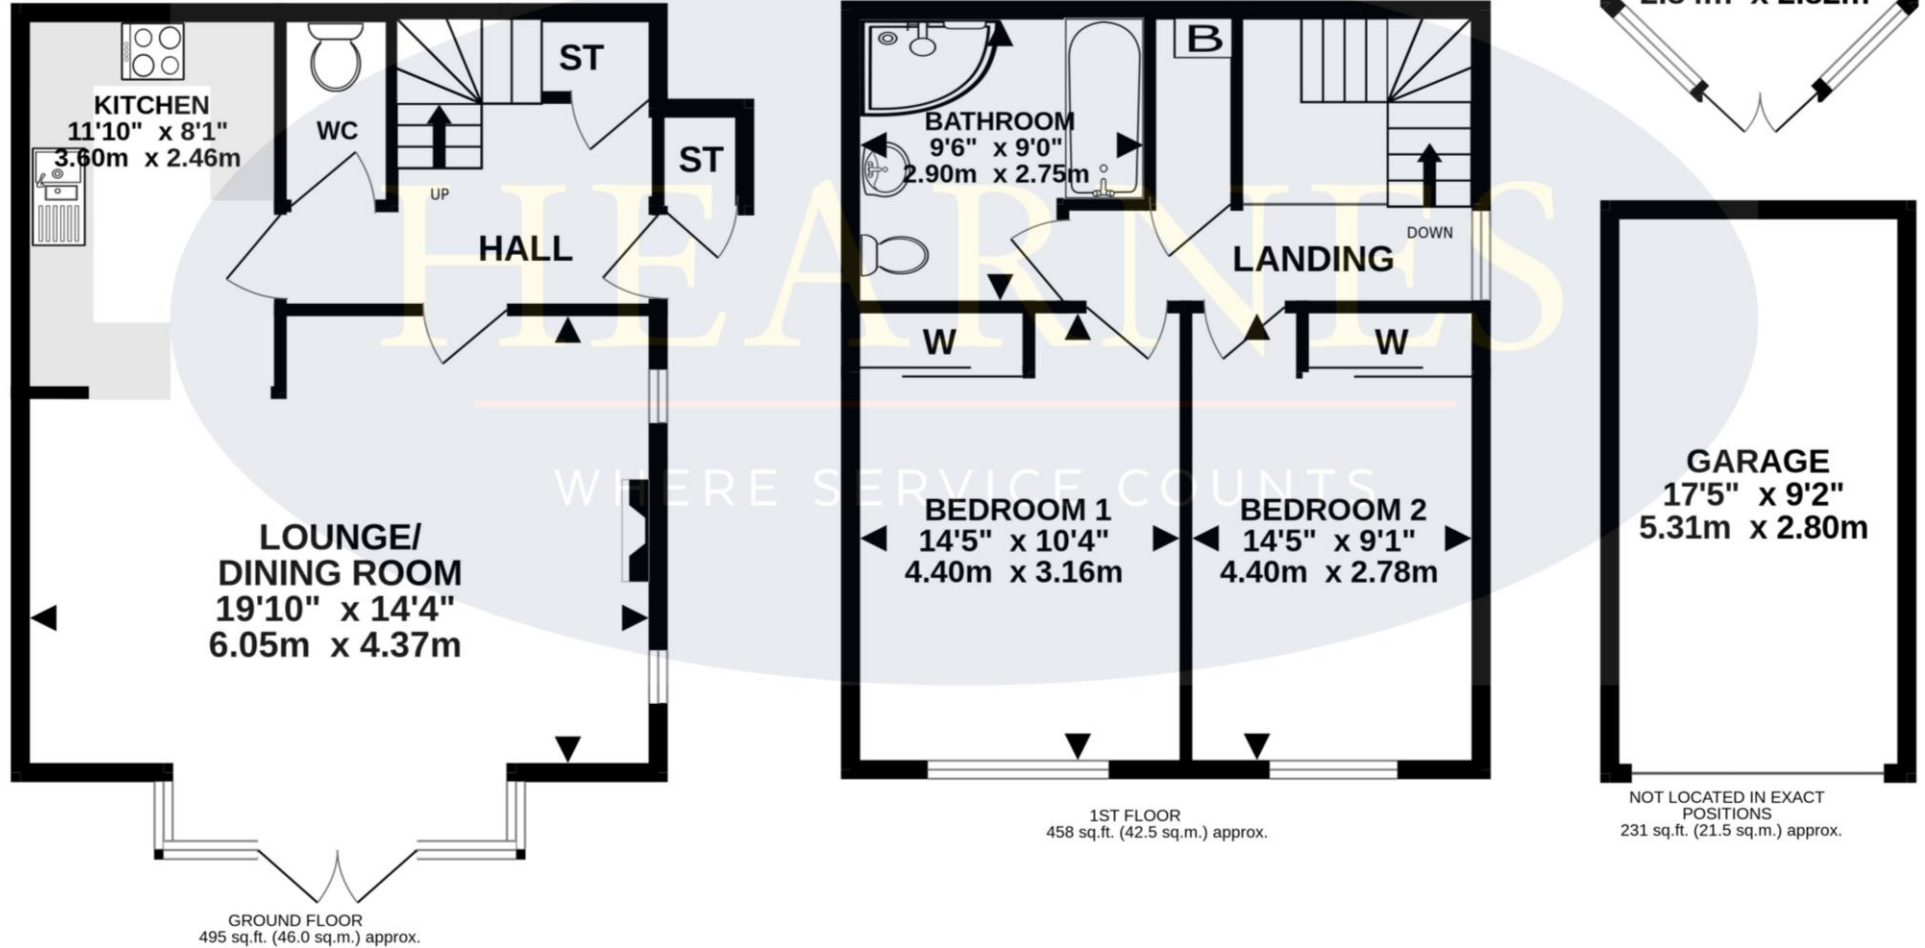 KITCHEN
11'10" x 8'1"
3.60m x 2.46m
WC
UP
ST
ST
HALL
LOUNGE/
DINING ROOM
19'10" x 14'4"
6.05m x 4.37m
GROUND FLOOR
495 sq.ft. (46.0 sq.m.) approx.
BATHROOM
9'6" x 9'0"
2.90m x 2.75m
B
DOWN
LANDING
W
W
BEDROOM 1
14'5" x 10'4"
4.40m x 3.16m
BEDROOM 2
14'5" x 9'1"
4.40m x 2.78m
1ST FLOOR
458 sq.ft. (42.5 sq.m.) approx.
GARAGE
17'5" x 9'2"
5.31m x 2.80m
NOT LOCATED IN EXACT
POSITIONS
231 sq.ft. (21.5 sq.m.) approx.
HEARNES
WHERE SERVICE COUNTS